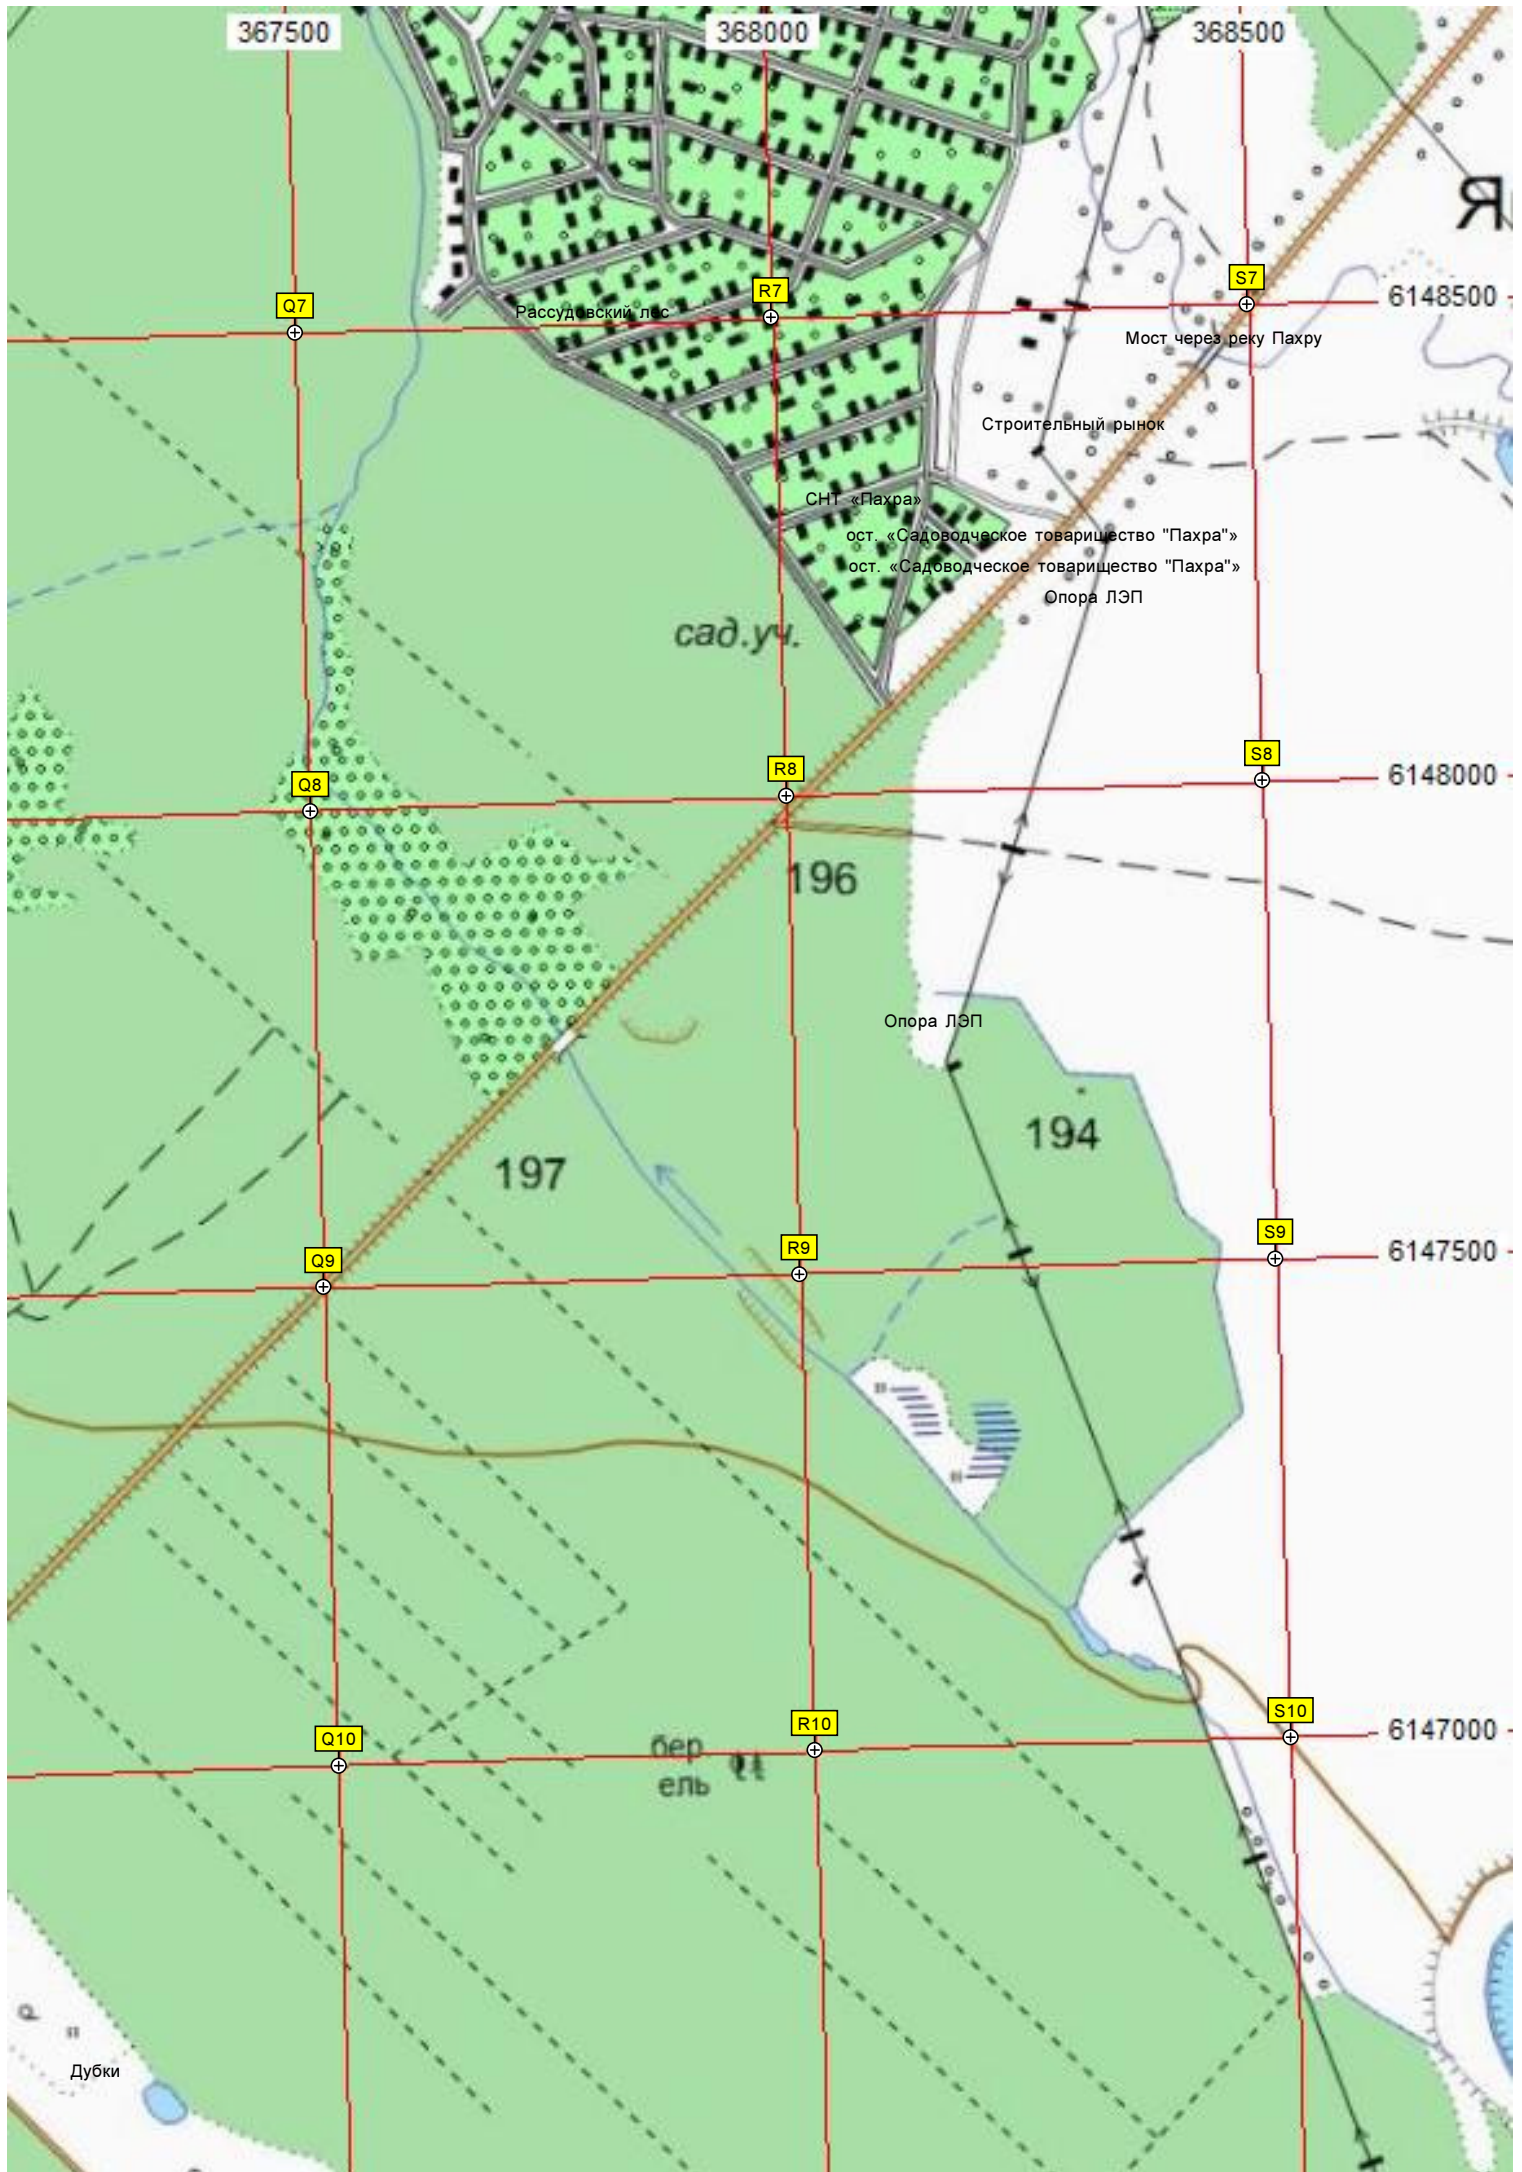 367500 368000 368500
Я
S7
R7
Q7
6148500
Рассудовский лес
Мост через реку Пахру
Строительный рынок
СНТ «Пахра»
ост. «Садоводческое товарищество "Пахра"»
ост. «Садоводческое товарищество "Пахра"»
Опора ЛЭП
сад.уч.
S8
R8
Q8
6148000
196
Опора ЛЭП
194
197
S9
R9
Q9
6147500
S10
R10
Q10
6147000
бер
ель
Дубки